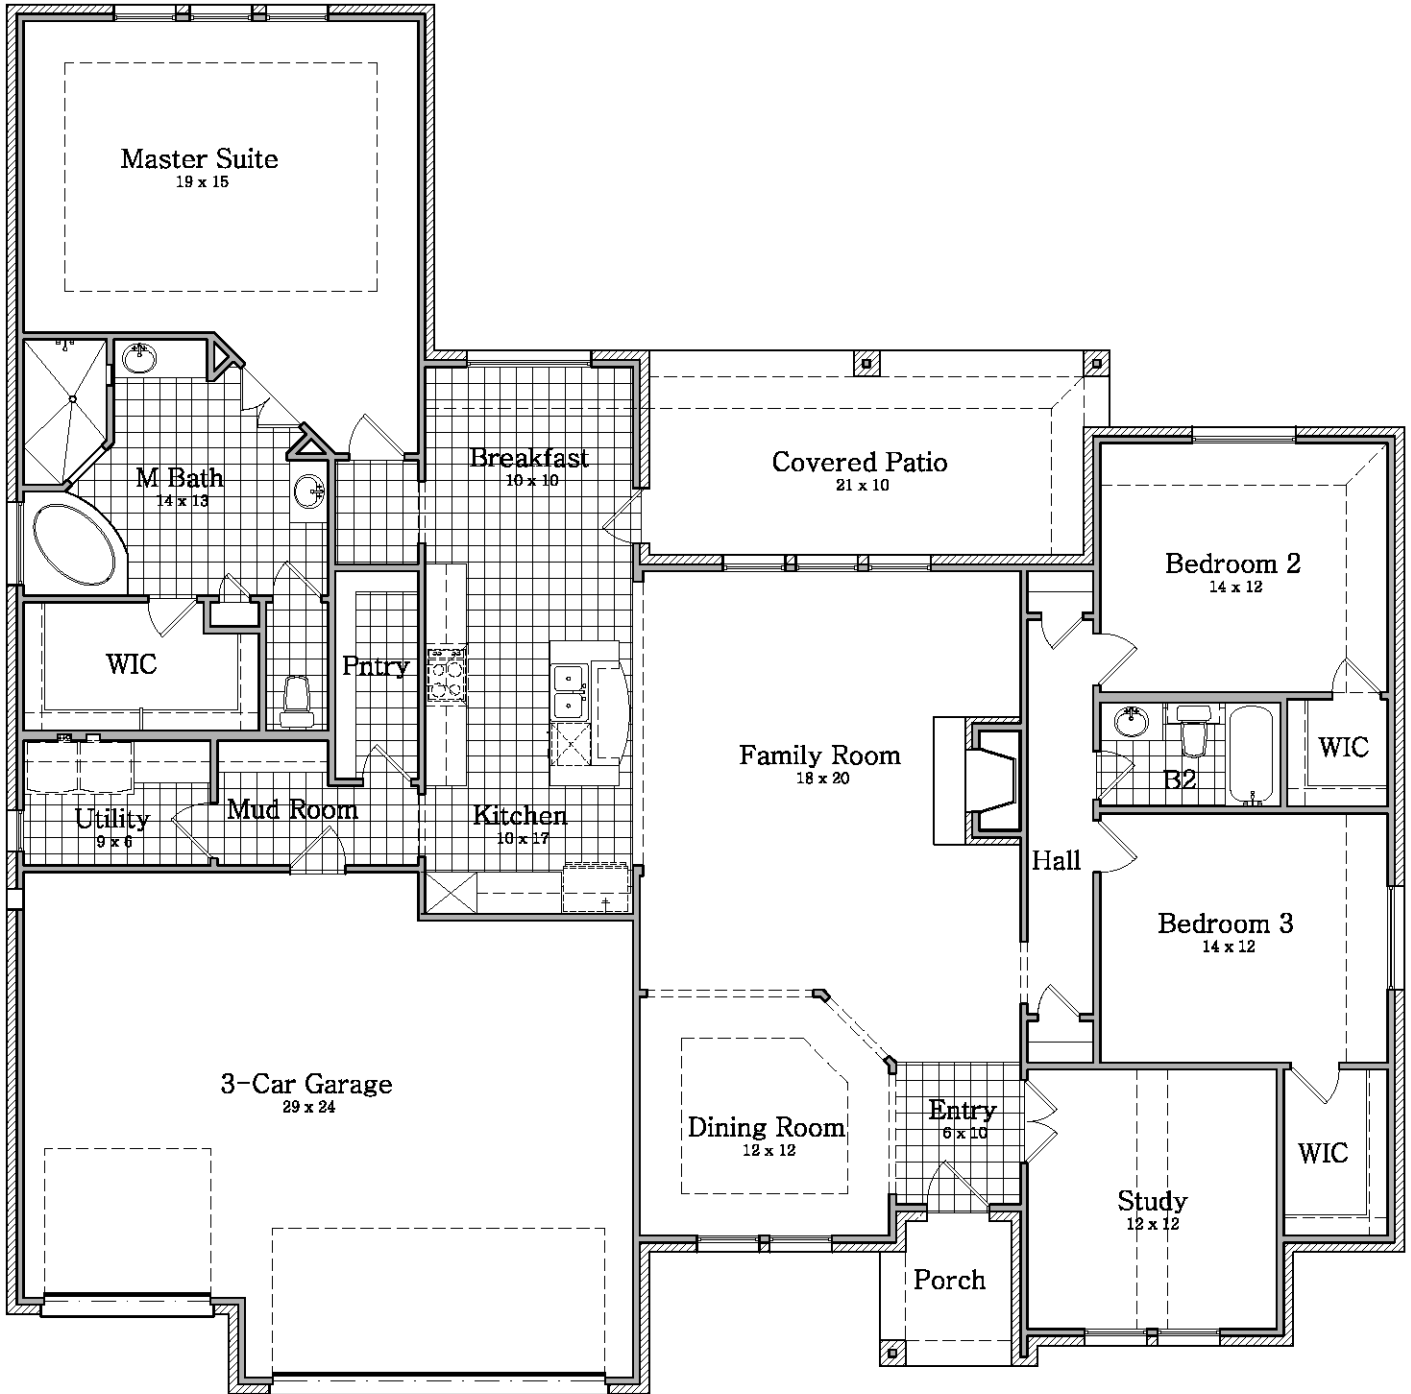 Master Suite
19 x 15
M Bath
14 x 13
Breakfast
10 x 10
Covered Patio
21 x 10
Bedroom 2
14 x 12
WIC
Pntry
Family Room
18 x 20
WIC
B2
Utility
9 x 6
Mud Room
Kitchen
10 x 17
Hall
Bedroom 3
14 x 12
3-Car Garage
29 x 24
Dining Room
12 x 12
Entry
6 x 10
WIC
Study
12 x 12
Porch